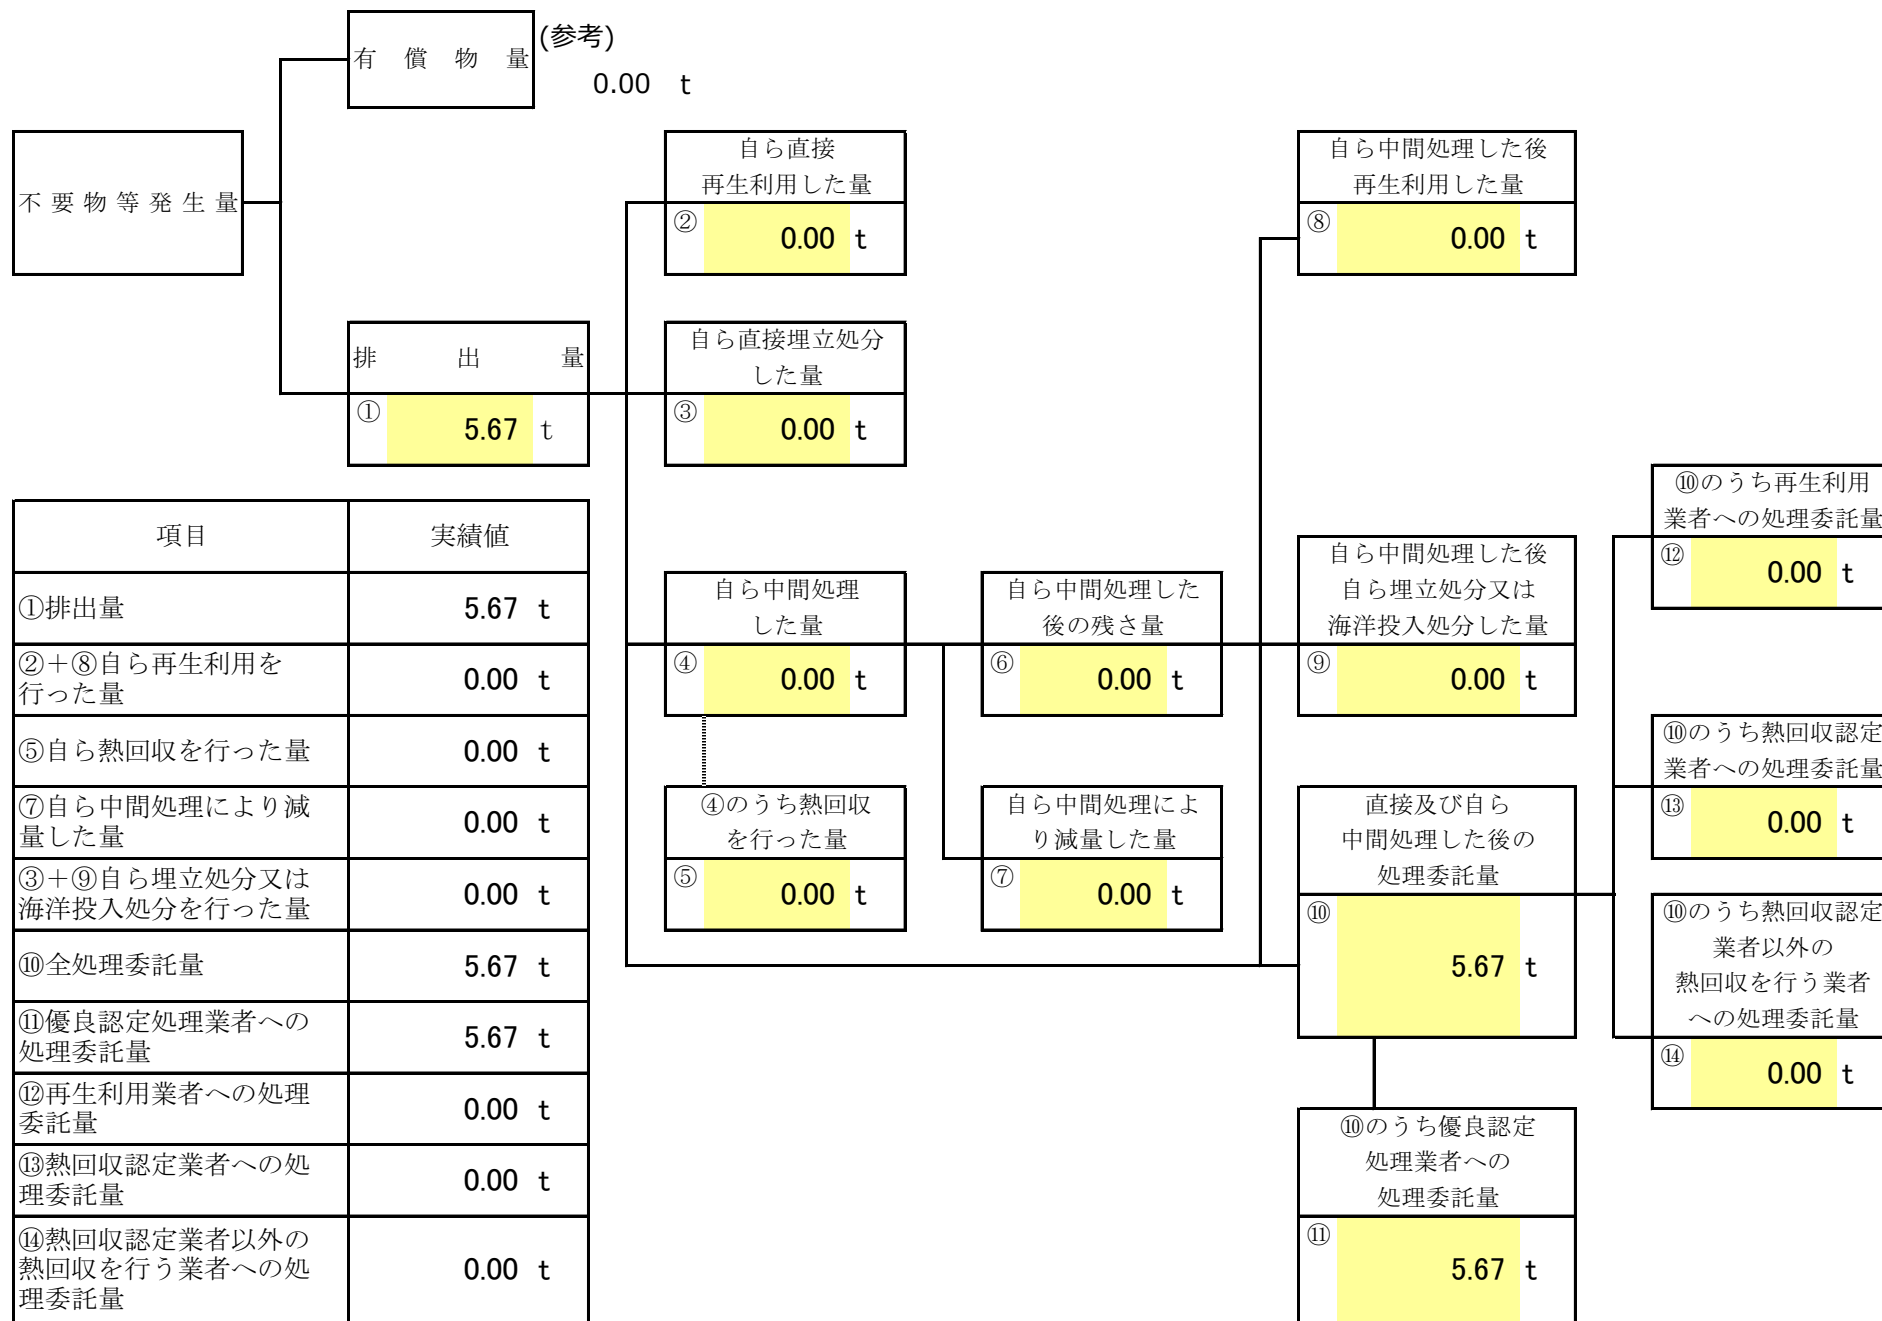 有償物量
(参考)
0.00 t
不要物等発生量
自ら直接
再生利用した量
② 0.00 t
自ら中間処理した後
再生利用した量
⑧ 0.00 t
排出量
① 5.67 t
自ら直接埋立処分
した量
③ 0.00 t
⑩のうち再生利用
業者への処理委託量
⑫ 0.00 t
自ら中間処理
した量
④ 0.00 t
自ら中間処理した
後の残さ量
⑥ 0.00 t
自ら中間処理した後
自ら埋立処分又は
海洋投入処分した量
⑨ 0.00 t
⑩のうち熱回収認定
業者への処理委託量
⑬ 0.00 t
④のうち熱回収
を行った量
⑤ 0.00 t
自ら中間処理によ
り減量した量
⑦ 0.00 t
直接及び自ら
中間処理した後の
処理委託量
⑩ 5.67 t
⑩のうち熱回収認定
業者以外の
熱回収を行う業者
への処理委託量
⑭ 0.00 t
⑩のうち優良認定
処理業者への
処理委託量
⑪ 5.67 t
項目 実績値
①排出量 5.67 t
②＋⑧自ら再生利用を
行った量 0.00 t
⑤自ら熱回収を行った量 0.00 t
⑦自ら中間処理により減
量した量 0.00 t
③＋⑨自ら埋立処分又は
海洋投入処分を行った量 0.00 t
⑩全処理委託量 5.67 t
⑪優良認定処理業者への
処理委託量 5.67 t
⑫再生利用業者への処理
委託量 0.00 t
⑬熱回収認定業者への処
理委託量 0.00 t
⑭熱回収認定業者以外の
熱回収を行う業者への処
理委託量 0.00 t